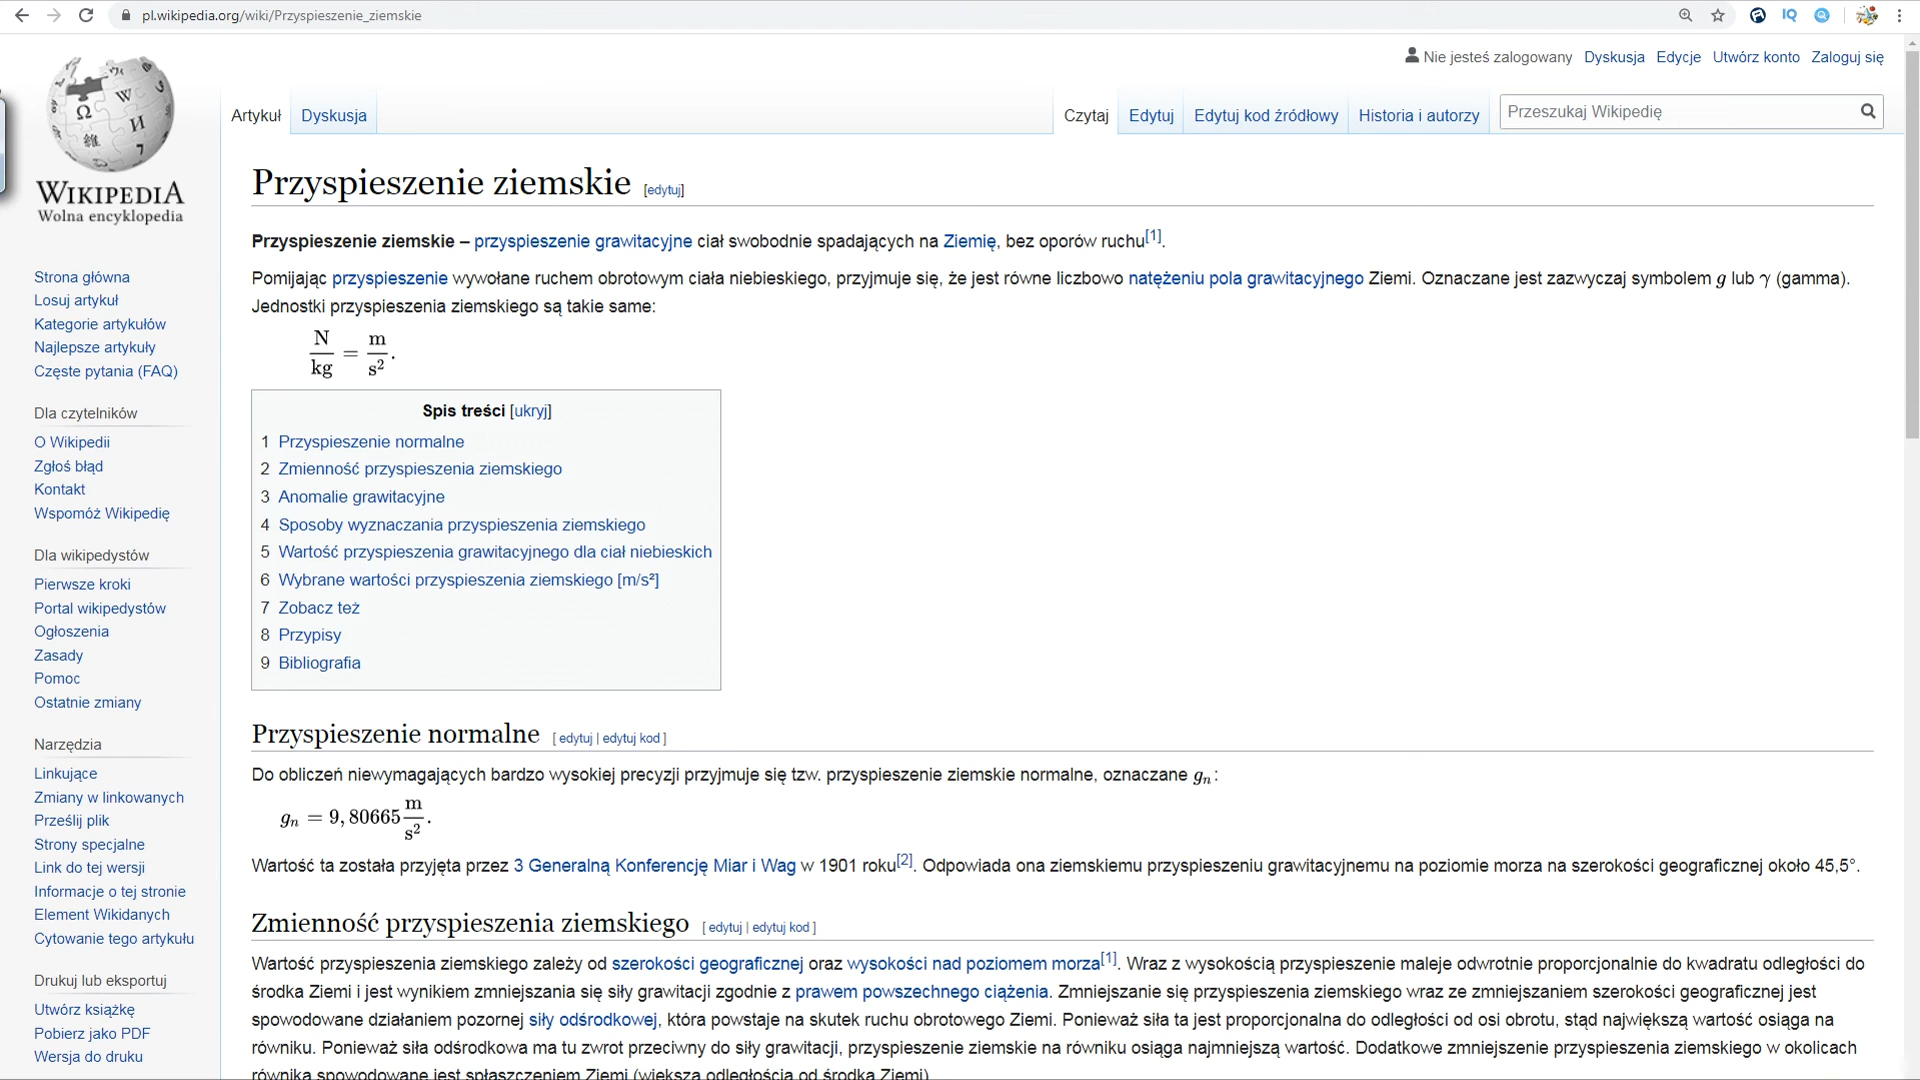 pl.wikipedia.org/wiki/Przyspieszenie_ziemskie
IQ
Nie jesteś zalogowany Dyskusja Edycje Utwórz konto Zaloguj się
Artykuł Dyskusja Czytaj Edytuj Edytuj kod źródłowy Historia i autorzy Przeszukaj Wikipedię
WIKIPEDIA
Wolna encyklopedia
Strona główna
Losuj artykuł
Kategorie artykułów
Najlepsze artykuły
Częste pytania (FAQ)
Dla czytelników
O Wikipedii
Zgłoś błąd
Kontakt
Wspomóż Wikipedię
Dla wikipedystów
Pierwsze kroki
Portal wikipedystów
Ogłoszenia
Zasady
Pomoc
Ostatnie zmiany
Narzędzia
Linkujące
Zmiany w linkowanych
Prześlij plik
Strony specjalne
Link do tej wersji
Informacje o tej stronie
Element Wikidanych
Cytowanie tego artykułu
Drukuj lub eksportuj
Utwórz książkę
Pobierz jako PDF
Wersja do druku
Przyspieszenie ziemskie [edytuj]
Przyspieszenie ziemskie – przyspieszenie grawitacyjne ciał swobodnie spadających na Ziemię, bez oporów ruchu[1].
Pomijając przyspieszenie wywołane ruchem obrotowym ciała niebieskiego, przyjmuje się, że jest równe liczbowo natężeniu pola grawitacyjnego Ziemi. Oznaczane jest zazwyczaj symbolem g lub γ (gamma).
Jednostki przyspieszenia ziemskiego są takie same:
N/kg = m/s².
Spis treści [ukryj]
1 Przyspieszenie normalne
2 Zmienność przyspieszenia ziemskiego
3 Anomalie grawitacyjne
4 Sposoby wyznaczania przyspieszenia ziemskiego
5 Wartość przyspieszenia grawitacyjnego dla ciał niebieskich
6 Wybrane wartości przyspieszenia ziemskiego [m/s²]
7 Zobacz też
8 Przypisy
9 Bibliografia
Przyspieszenie normalne [ edytuj | edytuj kod ]
Do obliczeń niewymagających bardzo wysokiej precyzji przyjmuje się tzw. przyspieszenie ziemskie normalne, oznaczane gₙ:
gₙ = 9,80665 m/s².
Wartość ta została przyjęta przez 3 Generalną Konferencję Miar i Wag w 1901 roku[2]. Odpowiada ona ziemskiemu przyspieszeniu grawitacyjnemu na poziomie morza na szerokości geograficznej około 45,5°.
Zmienność przyspieszenia ziemskiego [ edytuj | edytuj kod ]
Wartość przyspieszenia ziemskiego zależy od szerokości geograficznej oraz wysokości nad poziomem morza[1]. Wraz z wysokością przyspieszenie maleje odwrotnie proporcjonalnie do kwadratu odległości do
środka Ziemi i jest wynikiem zmniejszania się siły grawitacji zgodnie z prawem powszechnego ciążenia. Zmniejszanie się przyspieszenia ziemskiego wraz ze zmniejszaniem szerokości geograficznej jest
spowodowane działaniem pozornej siły odśrodkowej, która powstaje na skutek ruchu obrotowego Ziemi. Ponieważ siła ta jest proporcjonalna do odległości od osi obrotu, stąd największą wartość osiąga na
równiku. Ponieważ siła odśrodkowa ma tu zwrot przeciwny do siły grawitacji, przyspieszenie ziemskie na równiku osiąga najmniejszą wartość. Dodatkowe zmniejszenie przyspieszenia ziemskiego w okolicach
równika spowodowane jest spłaszczeniem Ziemi (większą odległością od środka Ziemi)